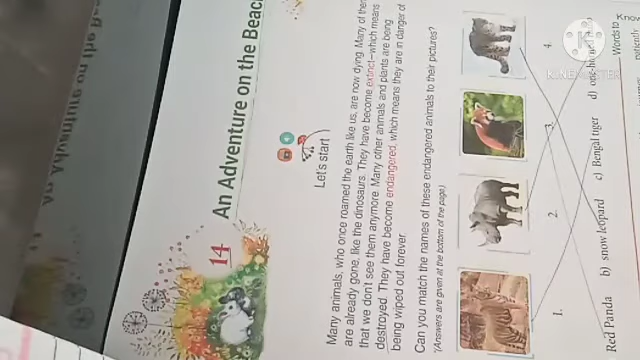 14
An Adventure on the Beac
Let's start
Many animals, who once roamed the earth like us, are now dying. Many of them
are already gone, like the dinosaurs. They have become extinct—which means
that we don't see them anymore. Many other animals and plants are being
destroyed. They have become endangered, which means they are in danger of
being wiped out forever.
Can you match the names of these endangered animals to their pictures?
(Answers are given at the bottom of the page.)
1.
2.
3.
4.
Red Panda
b) snow leopard
c) Bengal tiger
d)
Words to
Know
patiently
KINEMASTER